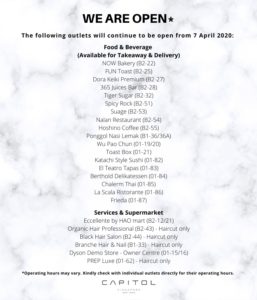 WE ARE OPEN*
The following outlets will continue to be open from 7 April 2020:
Food & Beverage
(Available for Takeaway & Delivery)
NOW Bakery (B2-22)
FUN Toast (B2-25)
Dora Keiki Premium (B2-27)
365 Juices Bar (B2-28)
Tiger Sugar (B2-32)
Spicy Rock (B2-51)
Suage (B2-53)
Nalan Restaurant (B2-54)
Hoshino Coffee (B2-55)
Ponggol Nasi Lemak (B1-36/36A)
Wu Pao Chun (01-19/20)
Toast Box (01-21)
Katachi Style Sushi (01-82)
El Teatro Tapas (01-83)
Berthold Delikatessen (01-84)
Chalerm Thai (01-85)
La Scala Ristorante (01-86)
Frieda (01-87)
Services & Supermarket
Eccellente by HAO mart (B2-12/21)
Organic Hair Professional (B2-43) - Haircut only
Black Hair Salon (B2-44) - Haircut only
Branche Hair & Nail (B1-33) - Haircut only
Dyson Demo Store - Owner Centre (01-15/16)
PREP Luxe (01-62) - Haircut only
*Operating hours may vary. Kindly check with individual outlets directly for their operating hours.
CAPITOL